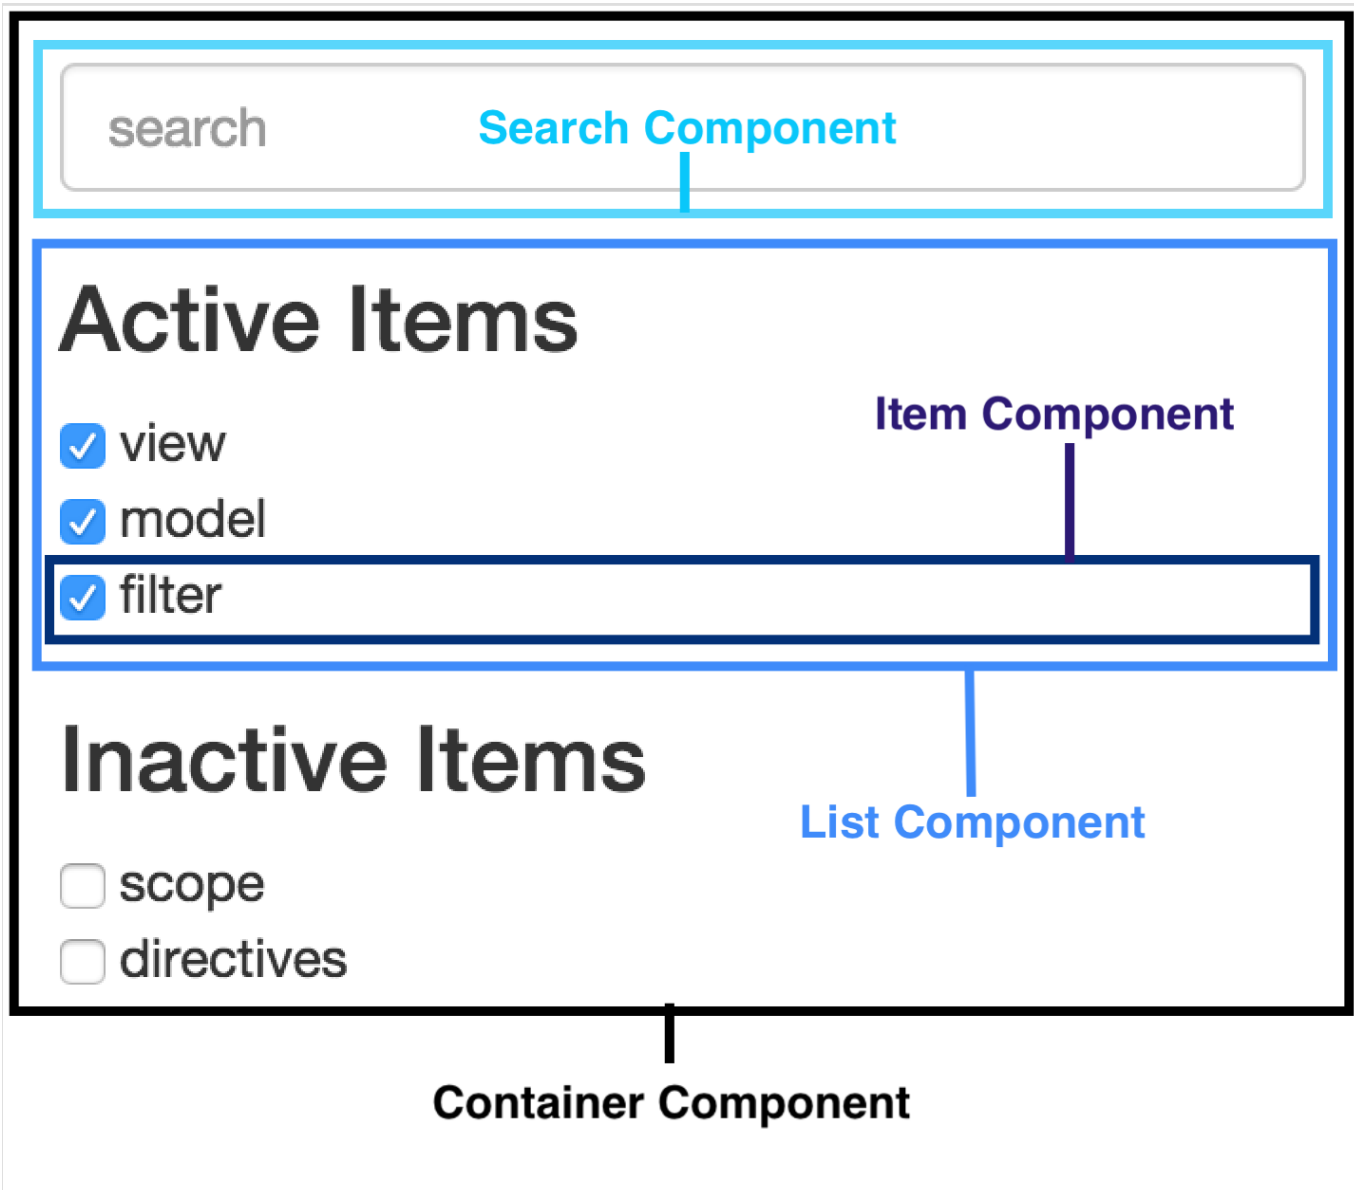 search
Search Component
Active Items
Item Component
view
model
filter
Inactive Items
List Component
scope
directives
Container Component